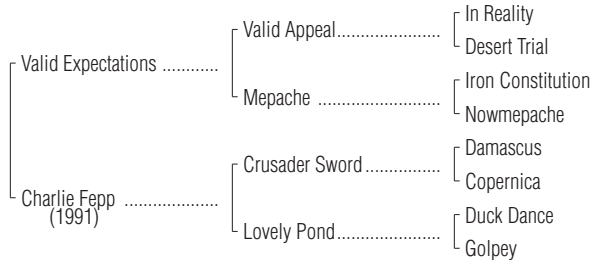 In Reality
Valid Appeal......................
Desert Trial
Valid Expectations ............
Iron Constitution
Mepache ..........................
Nowmepache
Damascus
Crusader Sword................
Copernica
Charlie Fepp ....................
(1991)
Duck Dance
Lovely Pond......................
Golpey